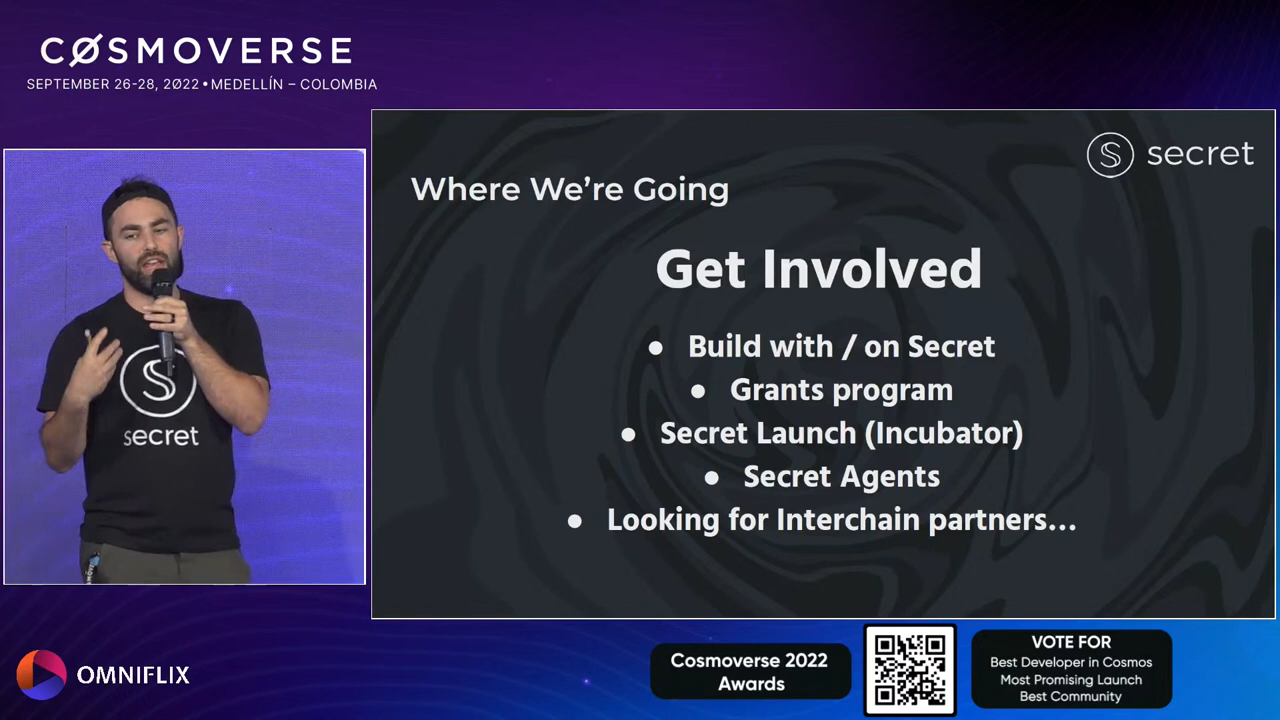 CØSMOVERSE
SEPTEMBER 26-28, 2Ø22 • MEDELLÍN – COLOMBIA
secret
Where We're Going
Get Involved
● Build with / on Secret
● Grants program
● Secret Launch (Incubator)
● Secret Agents
● Looking for Interchain partners...
secret
OMNIFLIX
Cosmoverse 2022
Awards
VOTE FOR
Best Developer in Cosmos
Most Promising Launch
Best Community